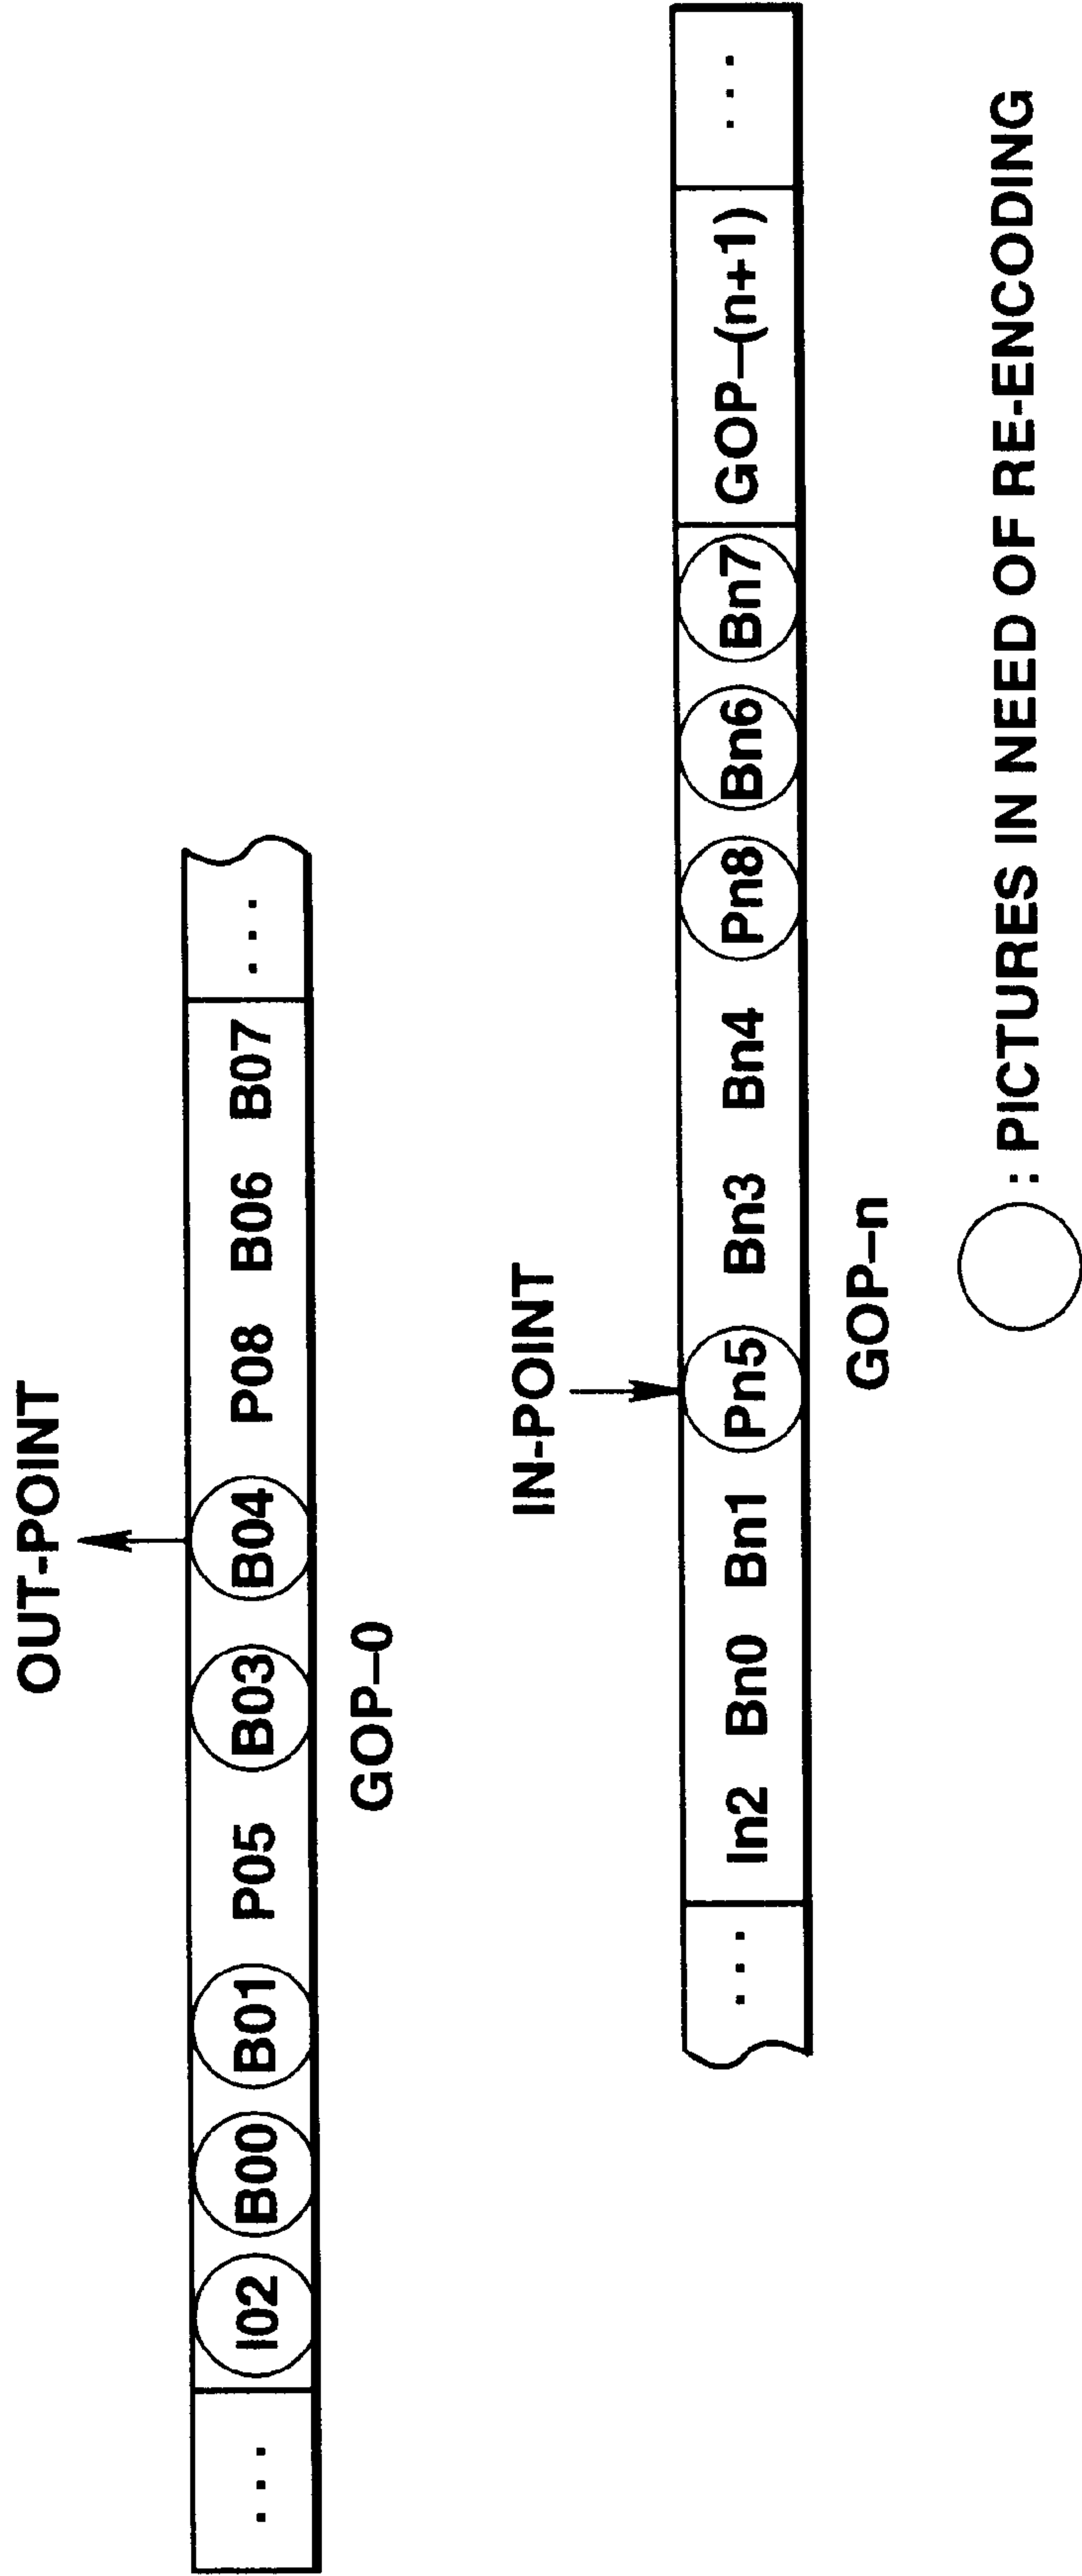 OUT-POINT
... I02 B00 B01 P05 B03 B04 P08 B06 B07 ...
GOP–0
IN-POINT
... In2 Bn0 Bn1 Pn5 Bn3 Bn4 Pn8 Bn6 Bn7 GOP–(n+1) ...
GOP–n
: PICTURES IN NEED OF RE-ENCODING